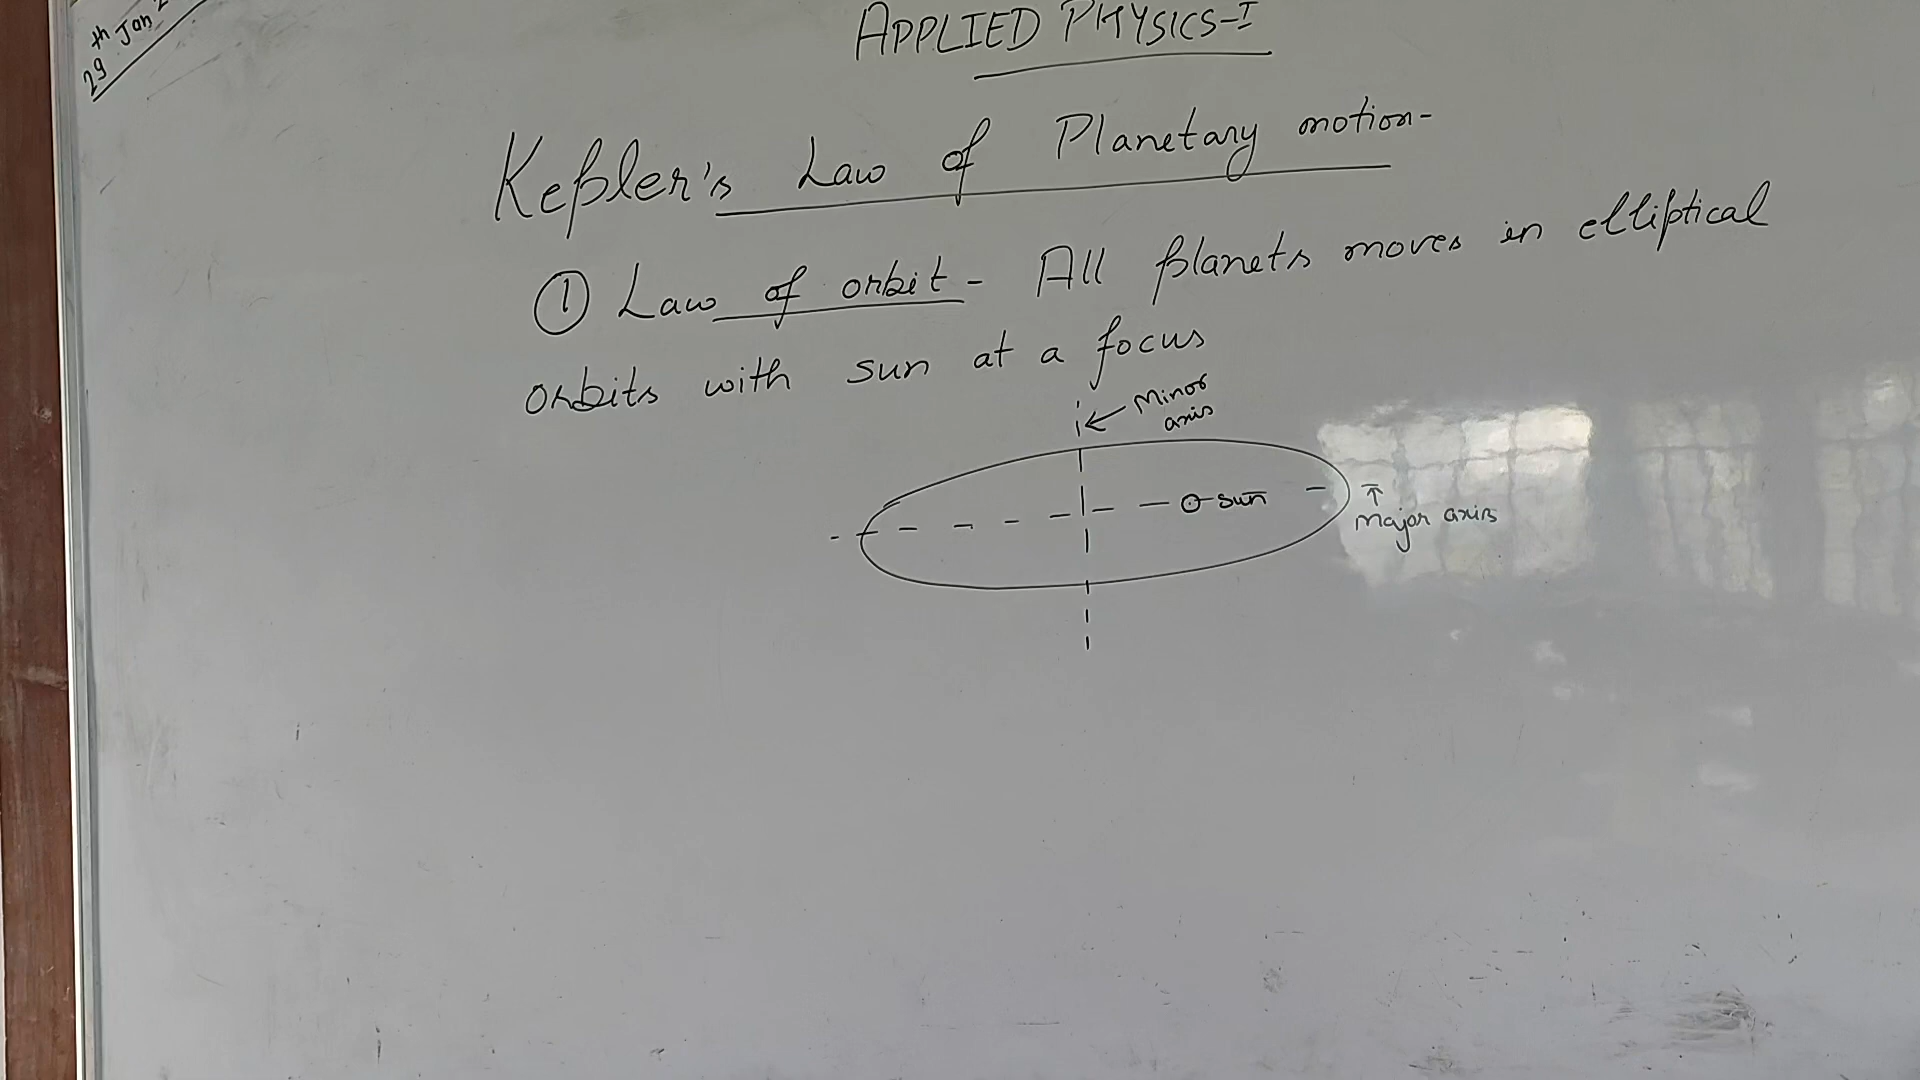 29th Jan
APPLIED PHYSICS-I
Kepler's Law of Planetary motion-
① Law of orbit - All planets moves in elliptical
orbits with sun at a focus
Minor
axis
sun
Major axis